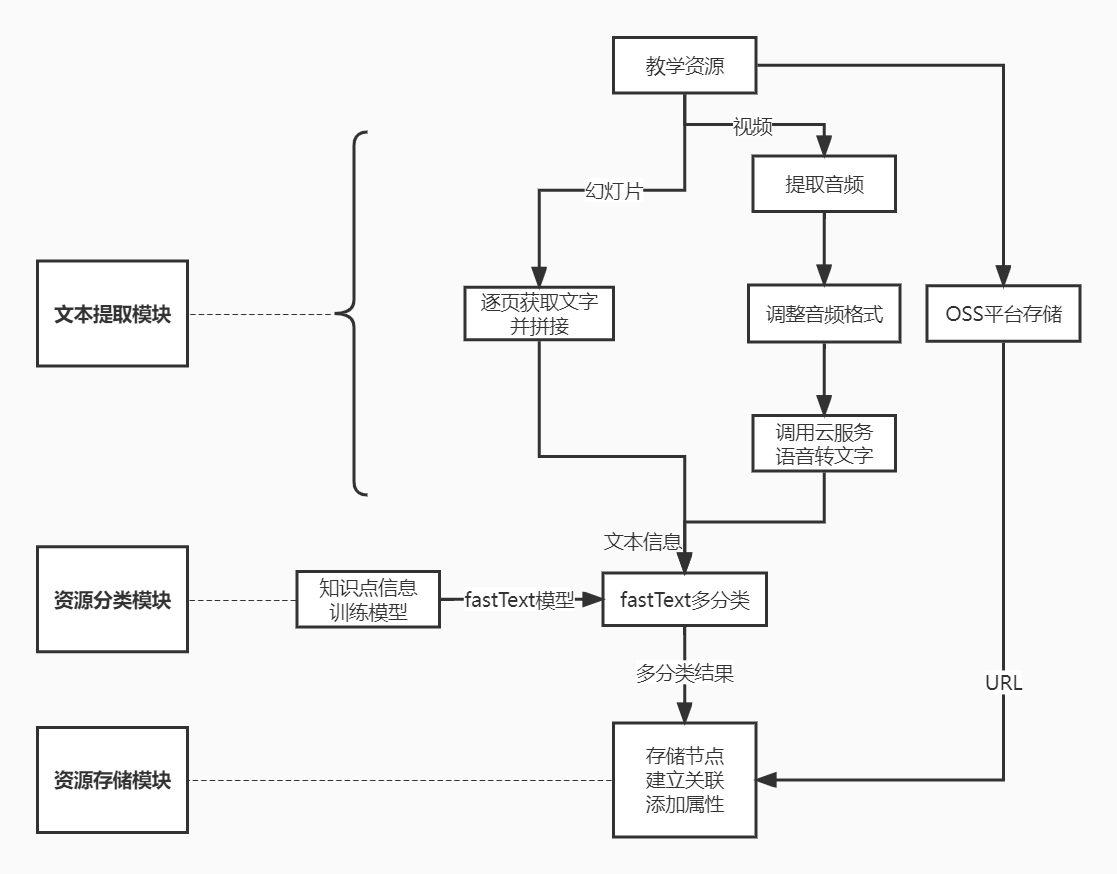 教学资源
视频
提取音频
幻灯片
逐页获取文字
并拼接
调整音频格式
OSS平台存储
文本提取模块
调用云服务
语音转文字
文本信息
资源分类模块
知识点信息
训练模型
fastText模型
fastText多分类
多分类结果
URL
资源存储模块
存储节点
建立关联
添加属性